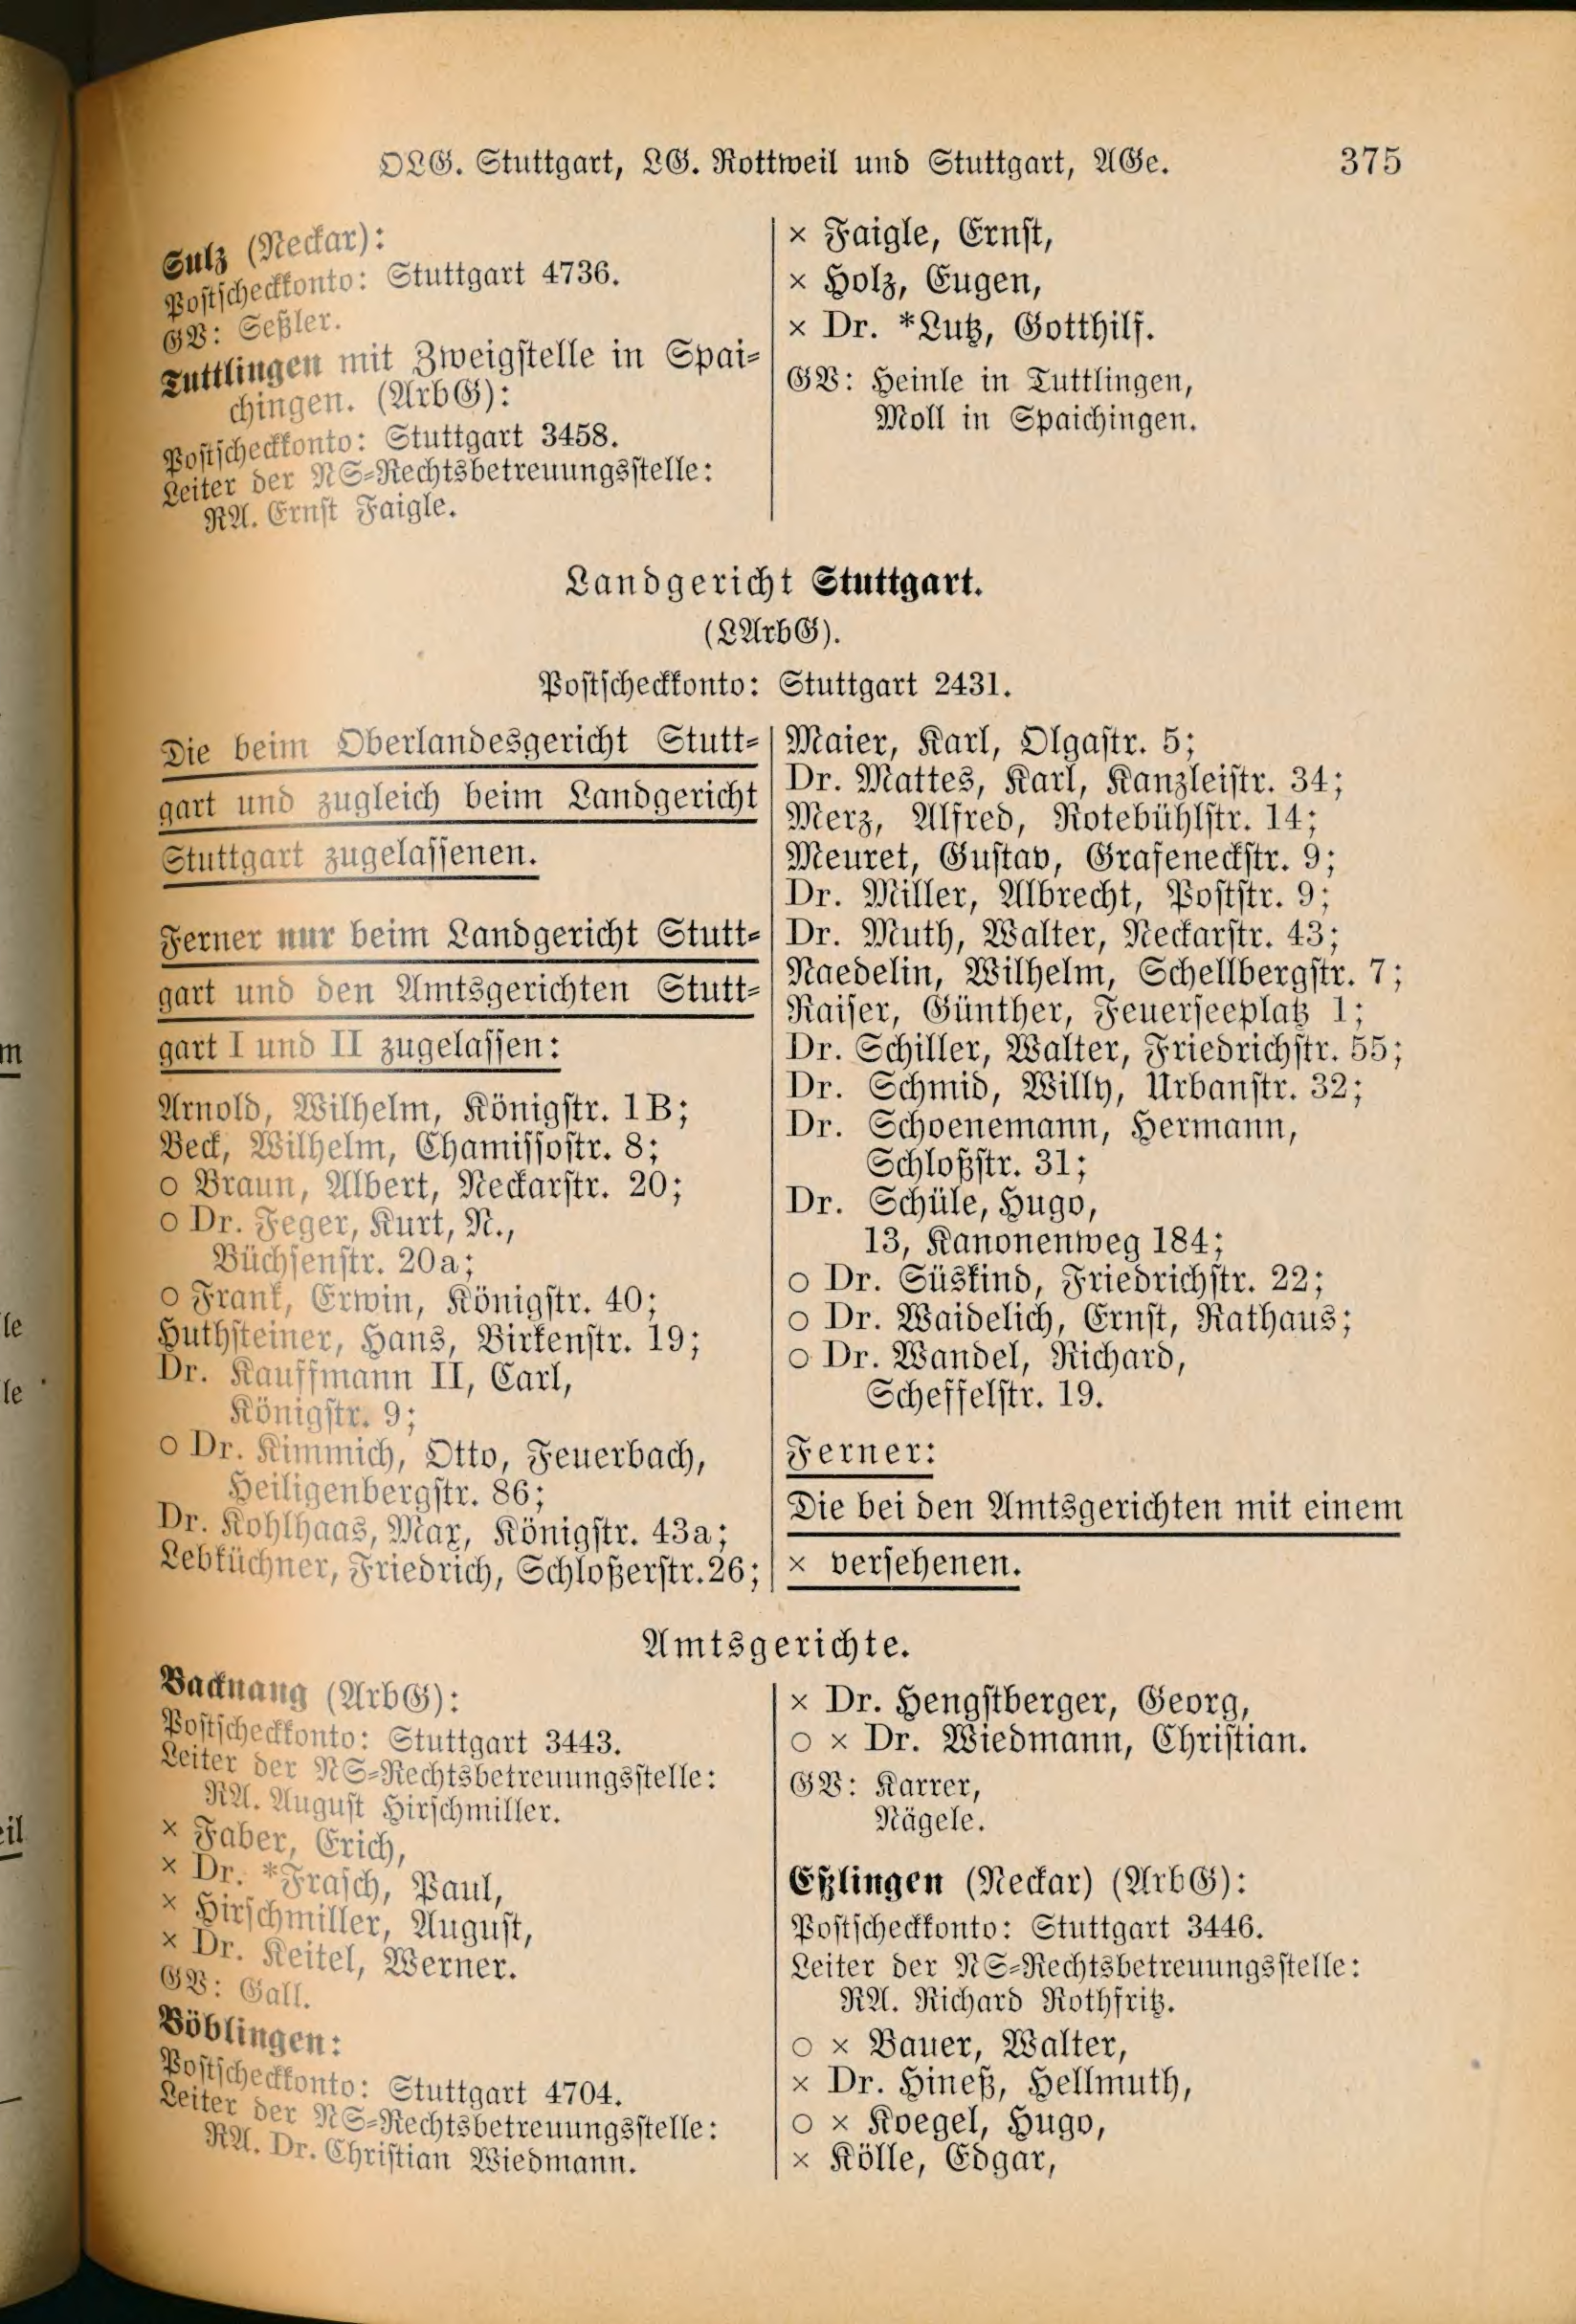 OLG. Stuttgart, LG. Rottweil und Stuttgart, AGe. 375
Sulz (Neckar):
Postscheckkonto: Stuttgart 4736.
GV: Seßler.
Tuttlingen mit Zweigstelle in Spai-
chingen. (ArbG):
Postscheckkonto: Stuttgart 3458.
Leiter der NS-Rechtsbetreuungsstelle:
RA. Ernst Faigle.
× Faigle, Ernst,
× Holz, Eugen,
× Dr. *Lutz, Gotthilf.
GV: Heinle in Tuttlingen,
Moll in Spaichingen.
Landgericht Stuttgart.
(LArbG).
Postscheckkonto: Stuttgart 2431.
Die beim Oberlandesgericht Stutt-
gart und zugleich beim Landgericht
Stuttgart zugelassenen.
Ferner nur beim Landgericht Stutt-
gart und den Amtsgerichten Stutt-
gart I und II zugelassen:
Arnold, Wilhelm, Königstr. 1B;
Beck, Wilhelm, Chamissostr. 8;
o Braun, Albert, Neckarstr. 20;
o Dr. Feger, Kurt, N.,
Büchsenstr. 20a;
o Frank, Erwin, Königstr. 40;
Huthsteiner, Hans, Birkenstr. 19;
Dr. Kauffmann II, Carl,
Königstr. 9;
o Dr. Kimmich, Otto, Feuerbach,
Heiligenbergstr. 86;
Dr. Kohlhaas, Max, Königstr. 43a;
Lebküchner, Friedrich, Schloßerstr. 26;
Maier, Karl, Olgastr. 5;
Dr. Mattes, Karl, Kanzleistr. 34;
Merz, Alfred, Rotebühlstr. 14;
Meuret, Gustav, Grafeneckstr. 9;
Dr. Miller, Albrecht, Poststr. 9;
Dr. Muth, Walter, Neckarstr. 43;
Naedelin, Wilhelm, Schellbergstr. 7;
Raiser, Günther, Feuerseeplatz 1;
Dr. Schiller, Walter, Friedrichstr. 55;
Dr. Schmid, Willy, Urbanstr. 32;
Dr. Schoenemann, Hermann,
Schloßstr. 31;
Dr. Schüle, Hugo,
13, Kanonenweg 184;
o Dr. Süskind, Friedrichstr. 22;
o Dr. Waidelich, Ernst, Rathaus;
o Dr. Wandel, Richard,
Scheffelstr. 19.
Ferner:
Die bei den Amtsgerichten mit einem
× versehenen.
Amtsgerichte.
Backnang (ArbG):
Postscheckkonto: Stuttgart 3443.
Leiter der NS-Rechtsbetreuungsstelle:
RA. August Hirschmiller.
× Faber, Erich,
× Dr. *Frasch, Paul,
× Hirschmiller, August,
× Dr. Keitel, Werner.
GV: Gall.
Böblingen:
Postscheckkonto: Stuttgart 4704.
Leiter der NS-Rechtsbetreuungsstelle:
RA. Dr. Christian Wiedmann.
× Dr. Hengstberger, Georg,
o × Dr. Wiedmann, Christian.
GV: Karrer,
Nägele.
Eßlingen (Neckar) (ArbG):
Postscheckkonto: Stuttgart 3446.
Leiter der NS-Rechtsbetreuungsstelle:
RA. Richard Rothfritz.
o × Bauer, Walter,
× Dr. Hineß, Hellmuth,
o × Koegel, Hugo,
× Kölle, Edgar,